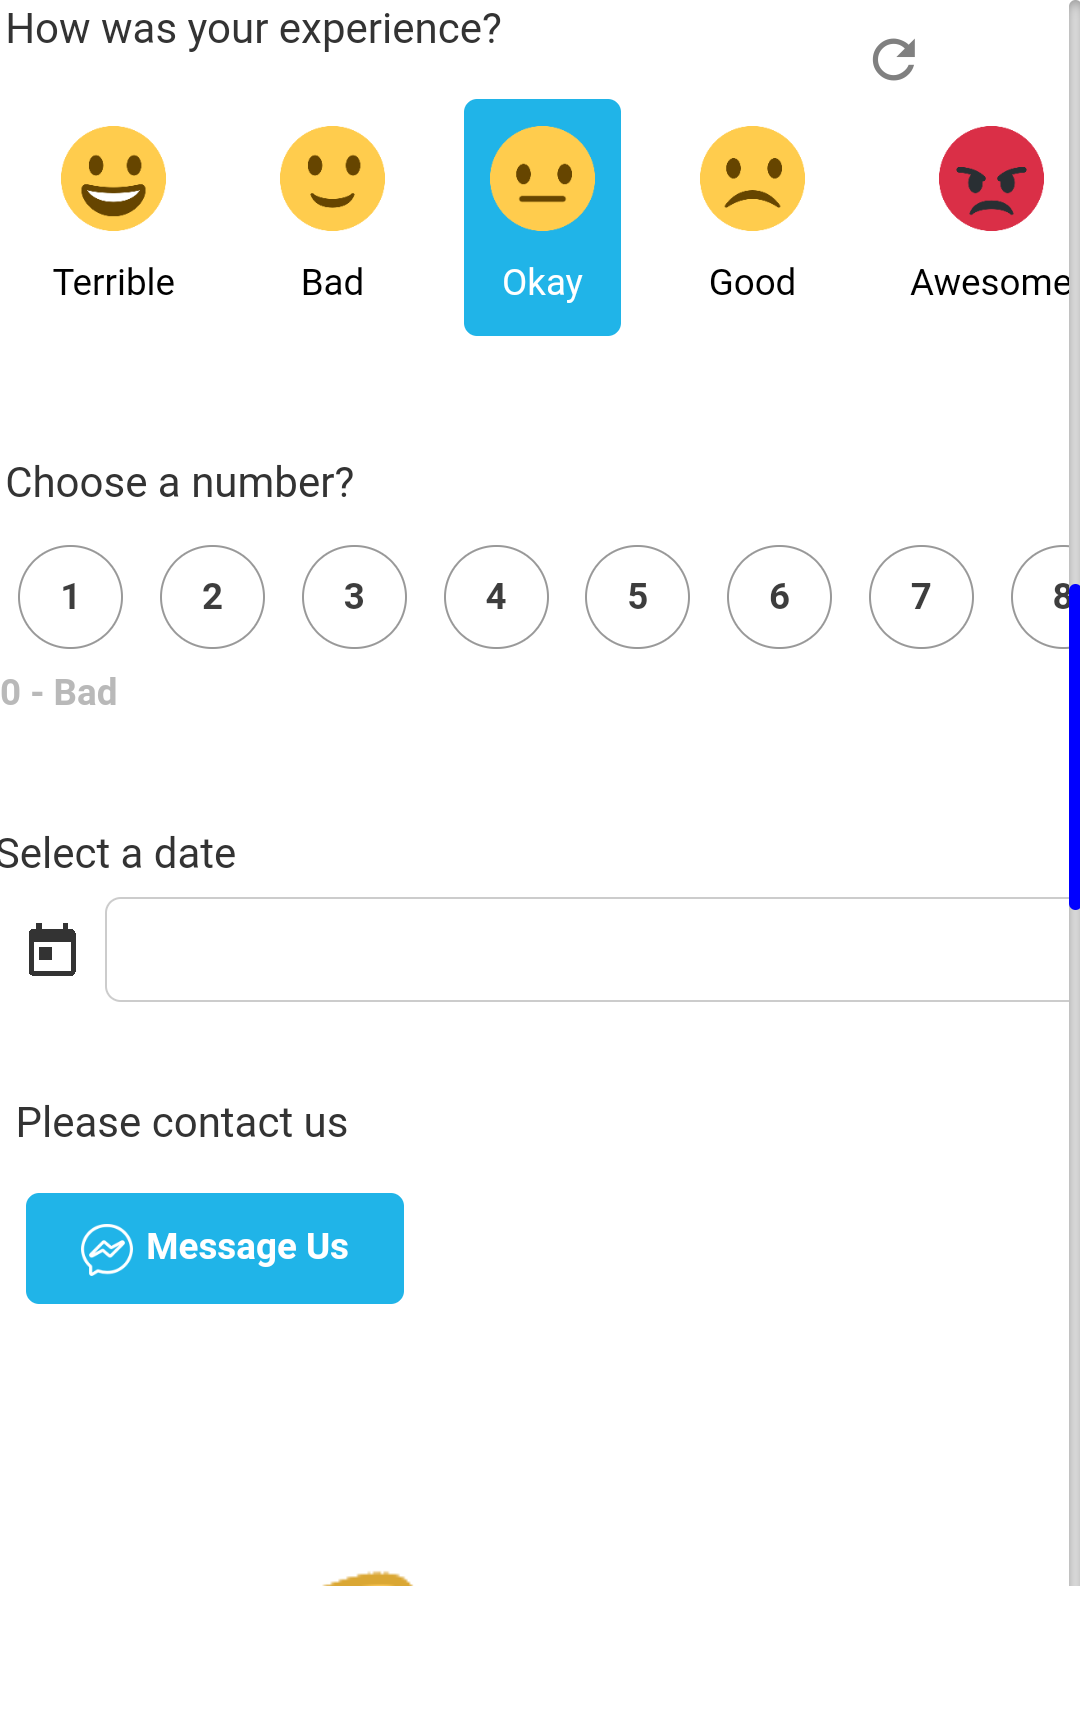 How was your experience?
Terrible Bad Okay Good Awesome
Choose a number?
1 2 3 4 5 6 7 8
0 - Bad
Select a date
Please contact us
Message Us